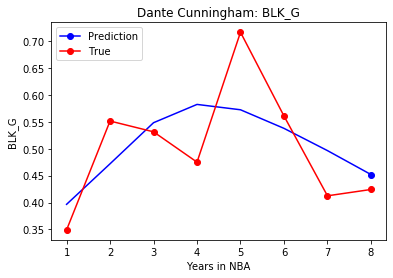 Dante Cunningham: BLK_G
Prediction
True
BLK_G
0.70
0.65
0.60
0.55
0.50
0.45
0.40
0.35
1 2 3 4 5 6 7 8
Years in NBA